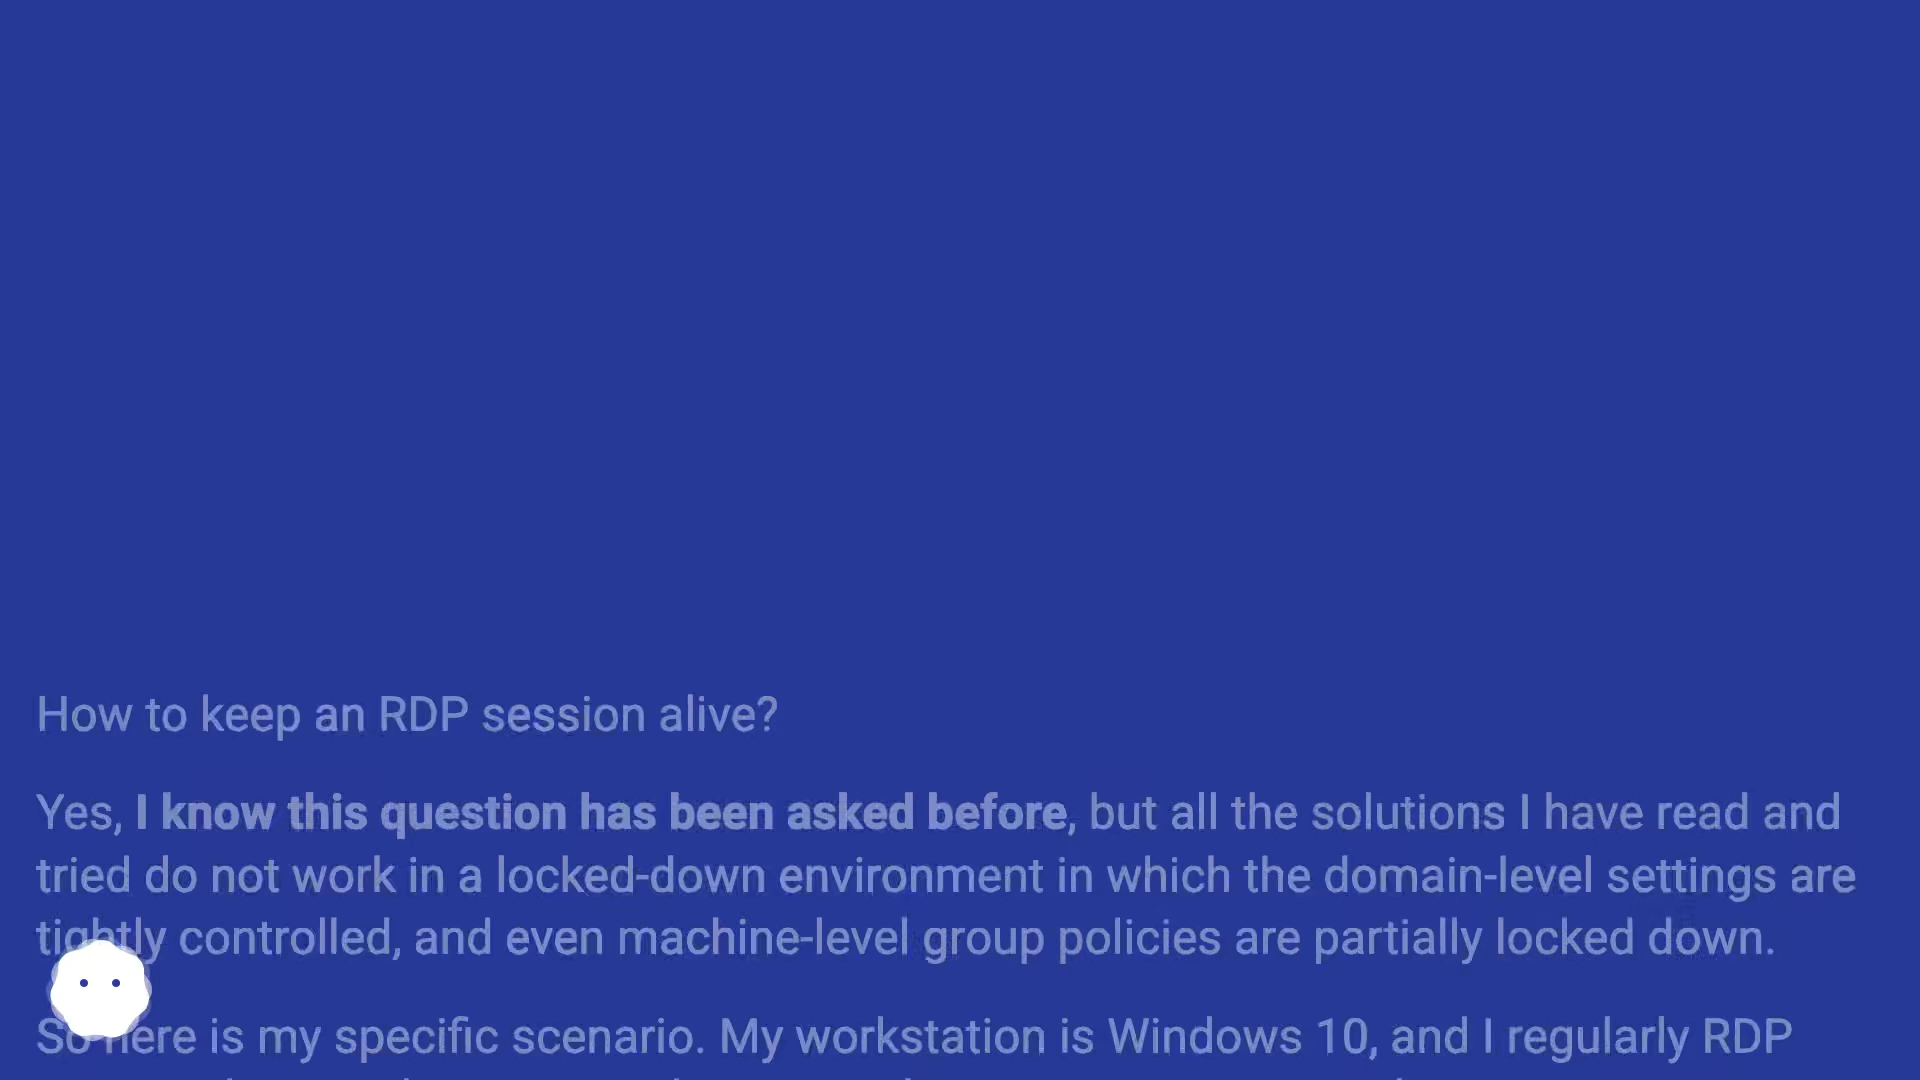 How to keep an RDP session alive?
Yes, I know this question has been asked before, but all the solutions I have read and
tried do not work in a locked-down environment in which the domain-level settings are
tightly controlled, and even machine-level group policies are partially locked down.
So here is my specific scenario. My workstation is Windows 10, and I regularly RDP